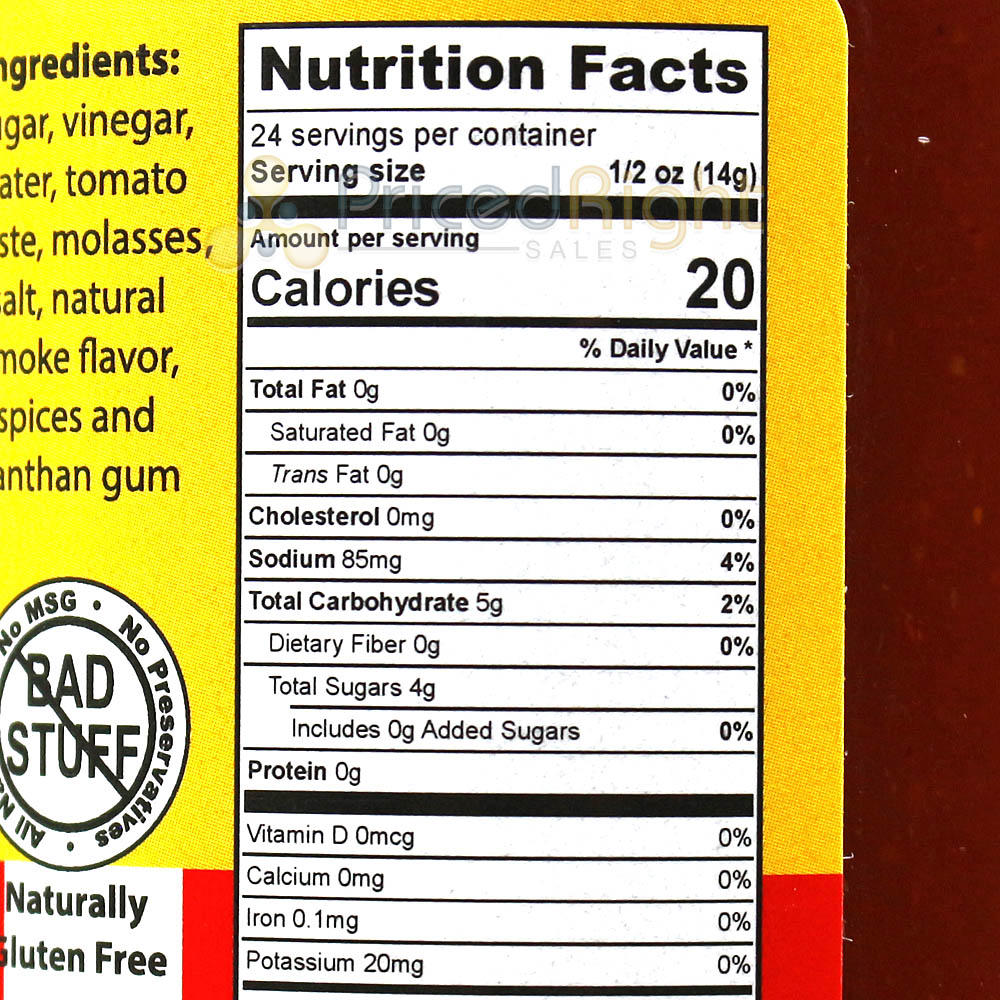 ngredients:
gar, vinegar,
ater, tomato
ste, molasses,
salt, natural
moke flavor,
spices and
anthan gum
No MSG • No Preservatives • All Na
BAD
STUFF
Naturally
Gluten Free
Nutrition Facts
24 servings per container
Serving size 1/2 oz (14g)
PricedRight
SALES
Amount per serving
Calories 20
% Daily Value *
Total Fat 0g 0%
Saturated Fat 0g 0%
Trans Fat 0g
Cholesterol 0mg 0%
Sodium 85mg 4%
Total Carbohydrate 5g 2%
Dietary Fiber 0g 0%
Total Sugars 4g
Includes 0g Added Sugars 0%
Protein 0g
Vitamin D 0mcg 0%
Calcium 0mg 0%
Iron 0.1mg 0%
Potassium 20mg 0%